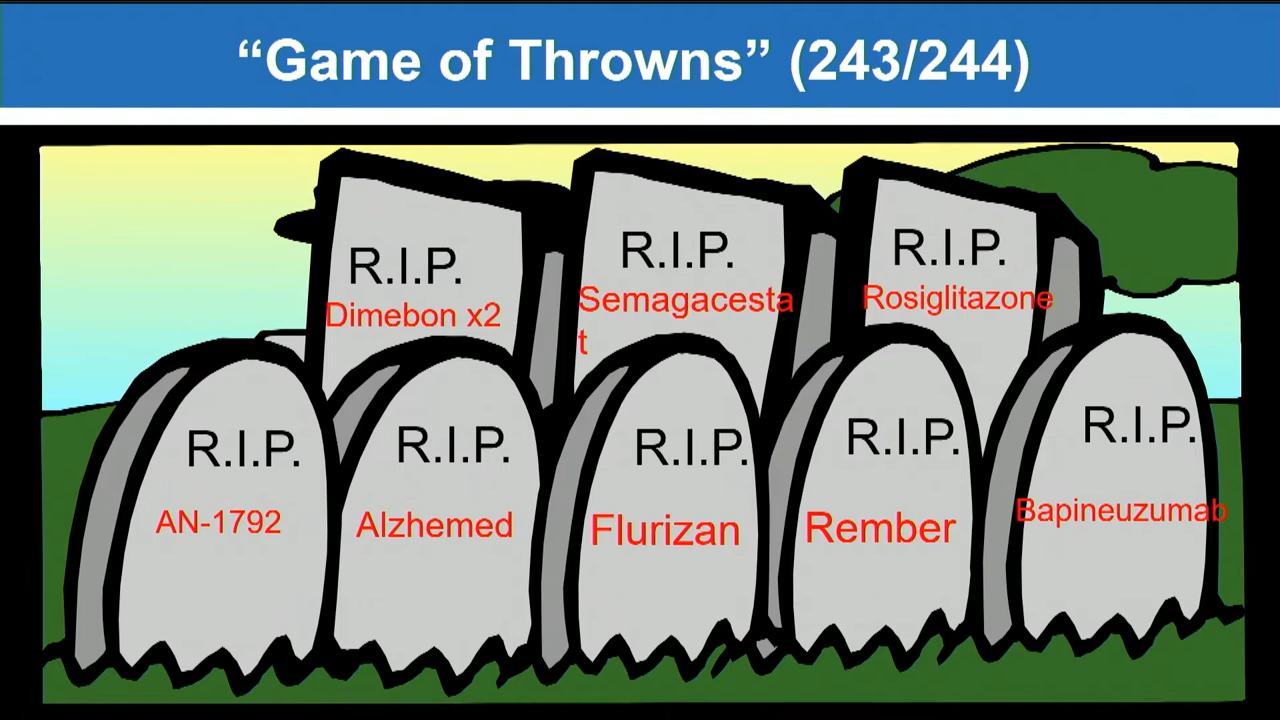 “Game of Throwns” (243/244)
R.I.P.
Dimebon x2
R.I.P.
Semagacesta
t
R.I.P.
Rosiglitazone
R.I.P.
AN-1792
R.I.P.
Alzhemed
R.I.P.
Flurizan
R.I.P.
Rember
R.I.P.
Bapineuzumab